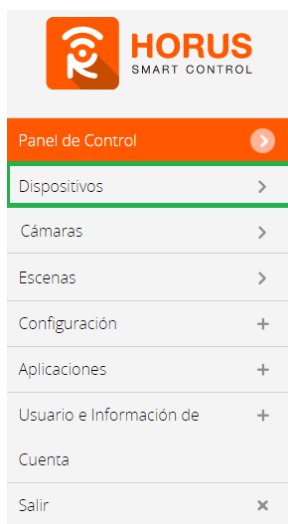 HORUS
SMART CONTROL
Panel de Control
Dispositivos
Cámaras
Escenas
Configuración
Aplicaciones
Usuario e Información de
Cuenta
Salir